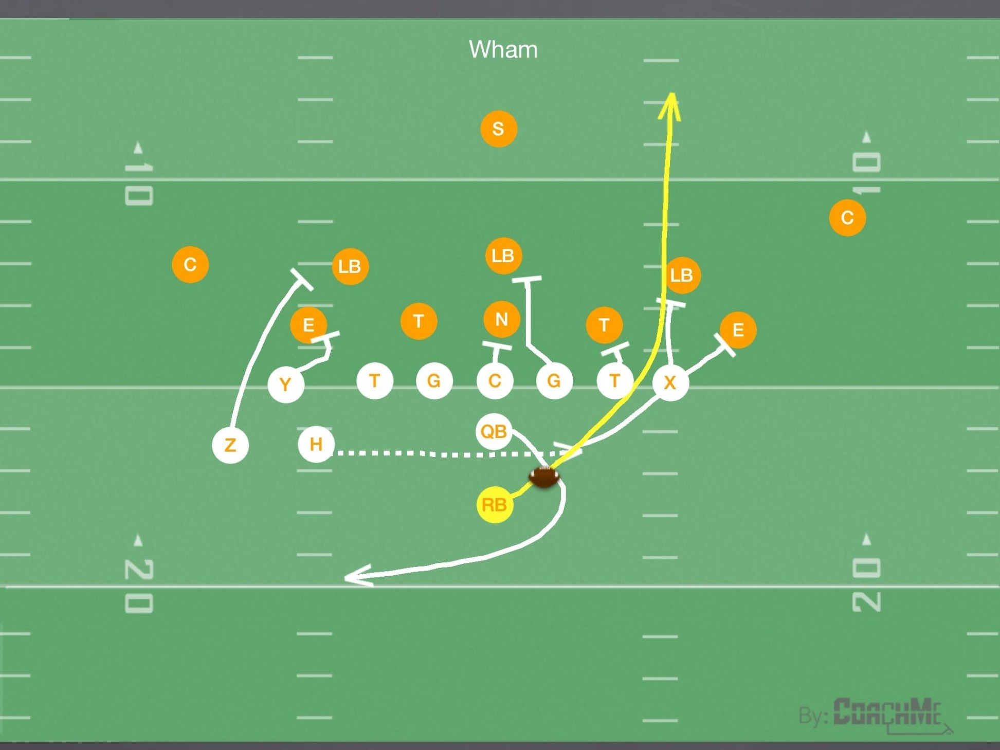 Wham
S
10
10
C
C
LB
LB
LB
E
T
N
T
E
Y
T
G
C
G
T
X
Z
H
QB
RB
20
20
By: COACHME